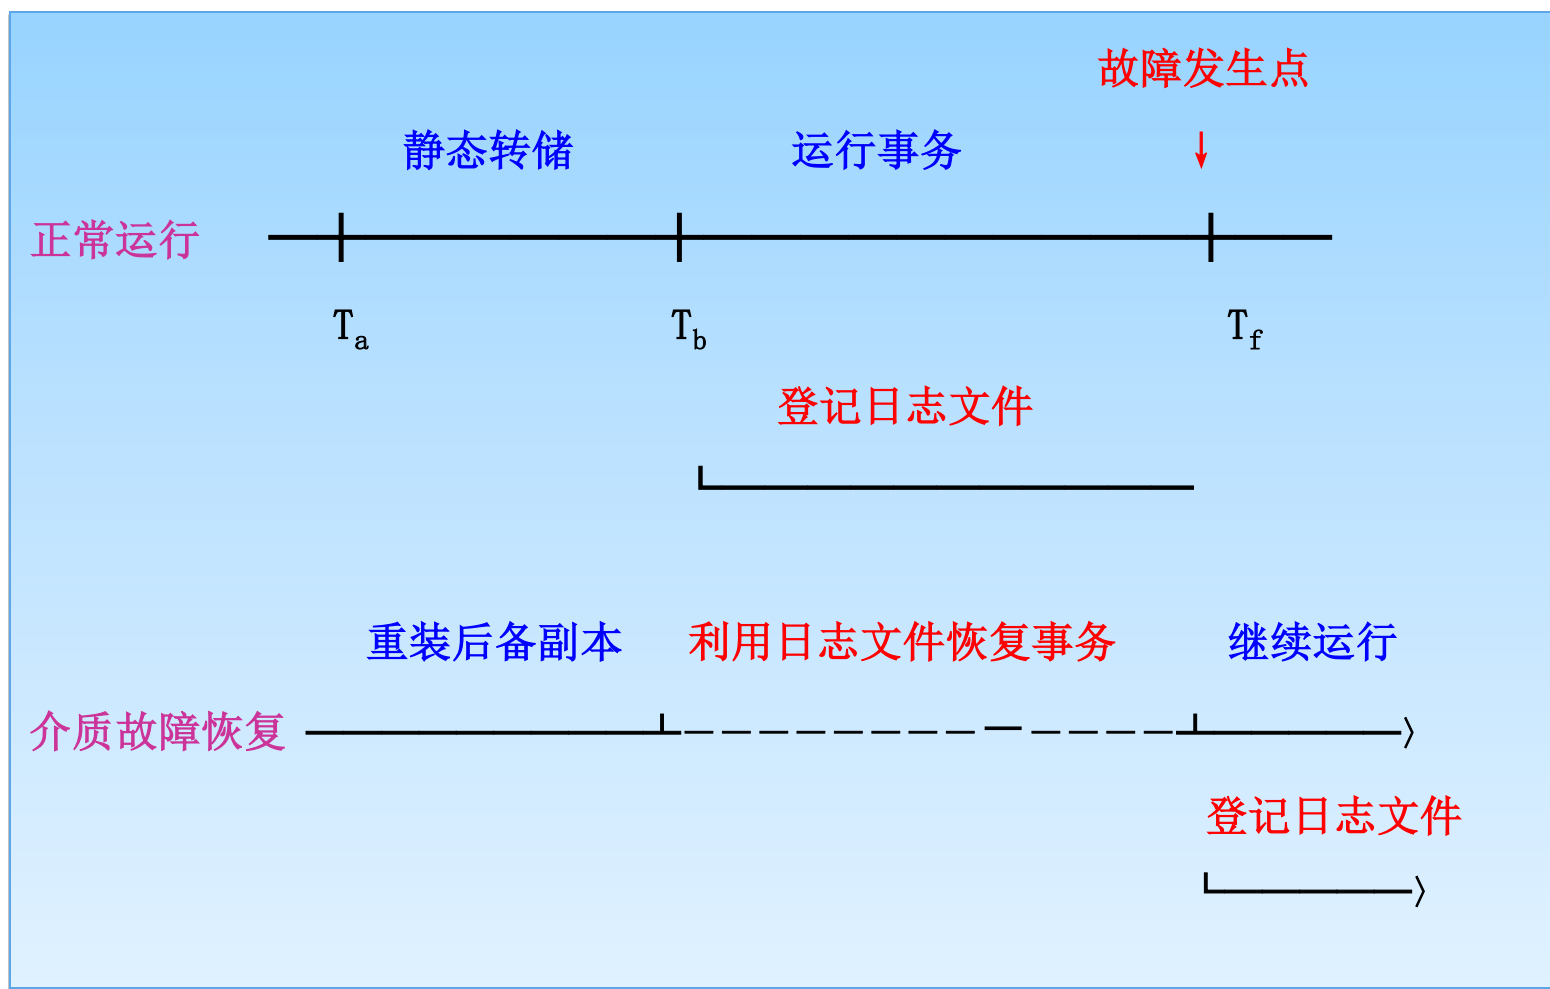 故障发生点
静态转储 运行事务
正常运行
Ta Tb Tf
登记日志文件
重装后备副本 利用日志文件恢复事务 继续运行
介质故障恢复
登记日志文件